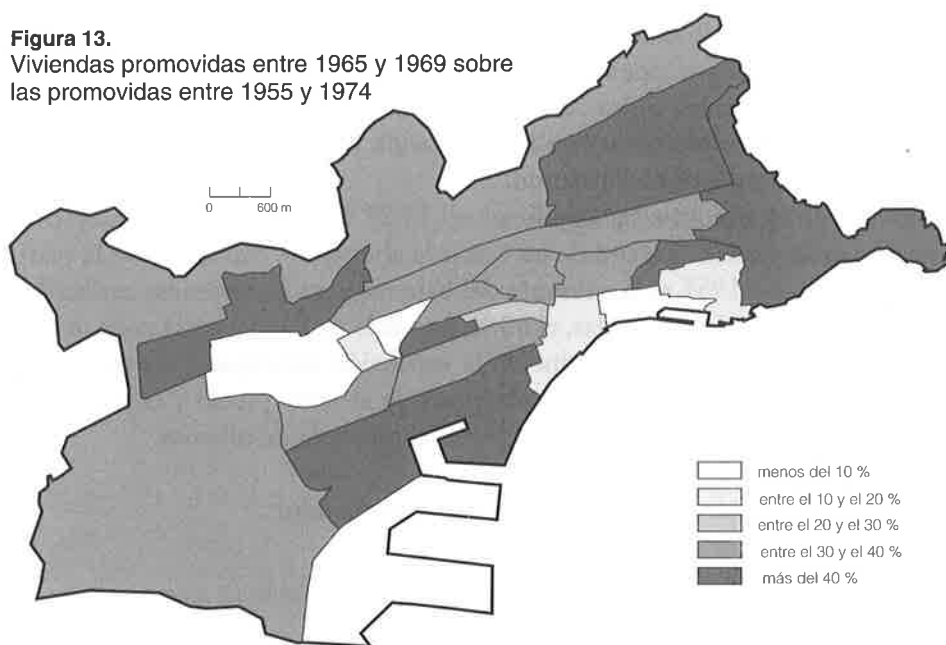 Figura 13.
Viviendas promovidas entre 1965 y 1969 sobre
las promovidas entre 1955 y 1974
0 600 m
menos del 10 %
entre el 10 y el 20 %
entre el 20 y el 30 %
entre el 30 y el 40 %
más del 40 %